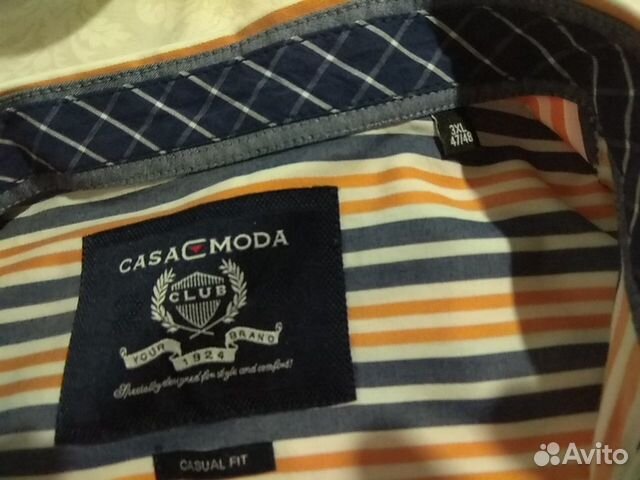 3XL
47/48
CASA MODA
CLUB
YOUR 1924 BRAND
Specially designed for style and comfort!
CASUAL FIT
Avito